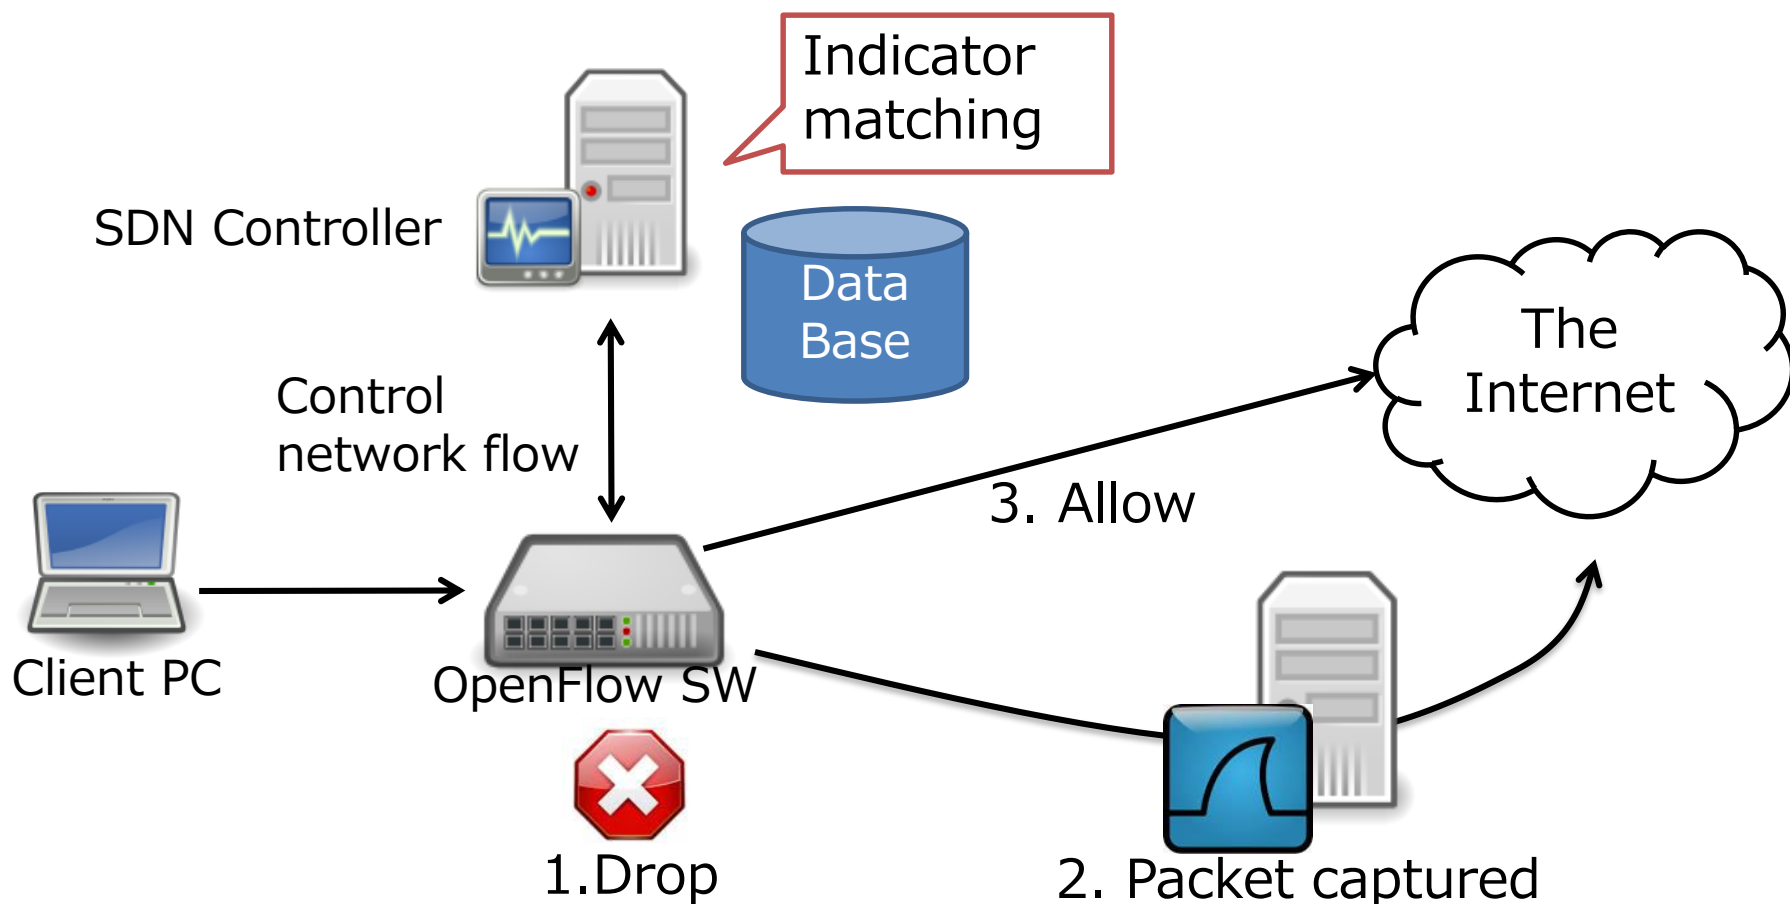 Indicator
matching
SDN Controller
Data
Base
The
Internet
Control
network flow
3. Allow
Client PC
OpenFlow SW
1.Drop
2. Packet captured